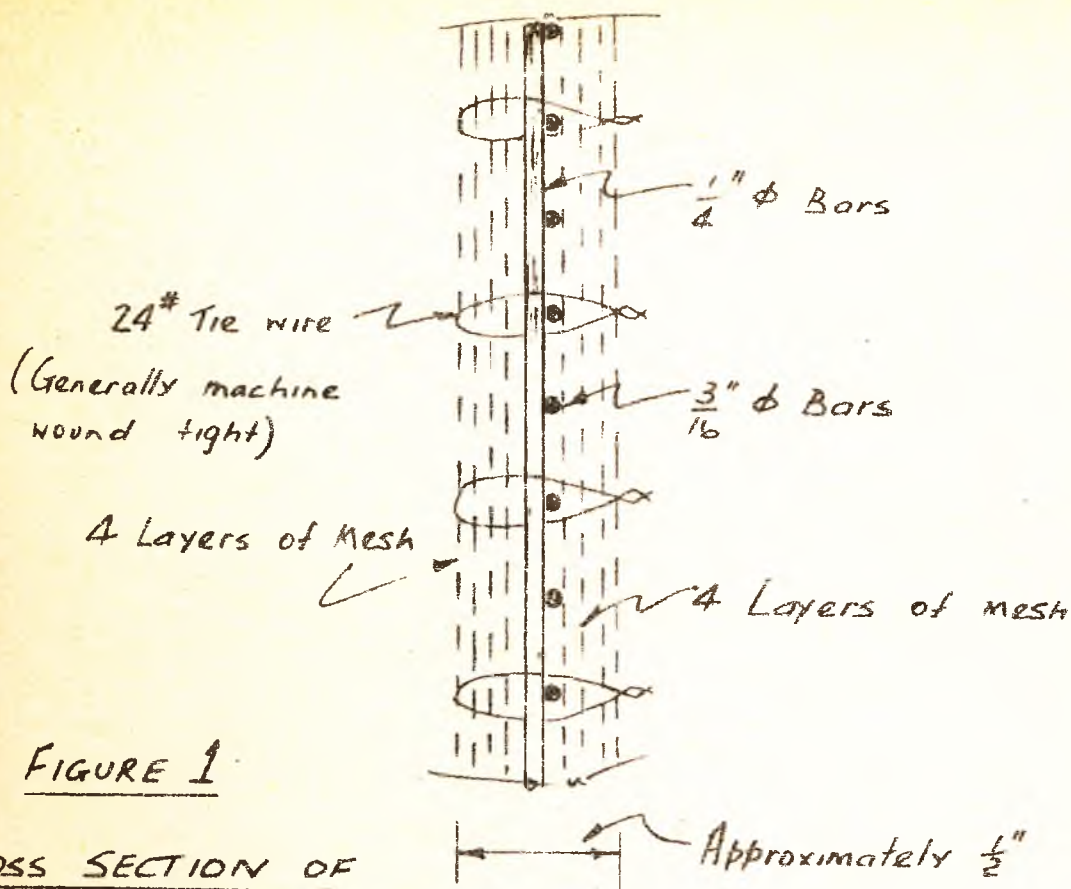 1/4" ϕ Bars
24# Tie wire
(Generally machine
wound tight)
3/16" ϕ Bars
4 Layers of Mesh
4 Layers of mesh
FIGURE 1
Approximately 1/2"
OSS SECTION OF